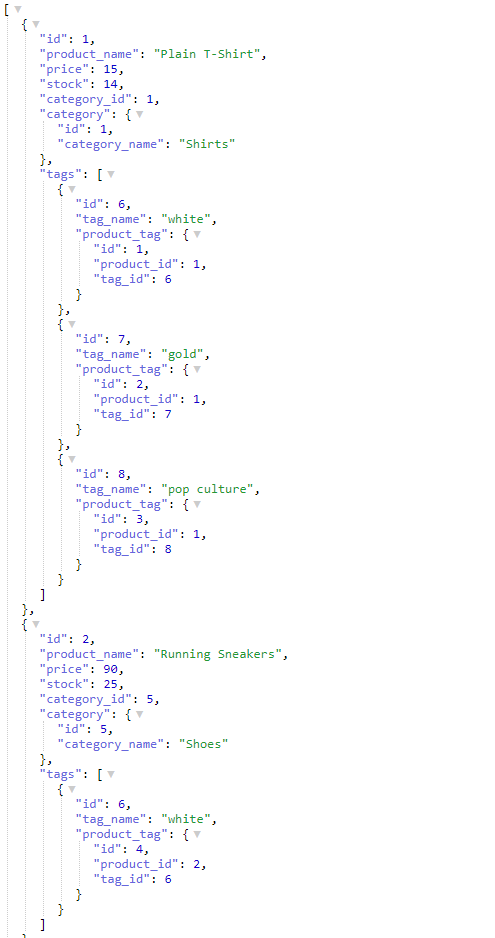 [
{
"id": 1,
"product_name": "Plain T-Shirt",
"price": 15,
"stock": 14,
"category_id": 1,
"category": {
"id": 1,
"category_name": "Shirts"
},
"tags": [
{
"id": 6,
"tag_name": "white",
"product_tag": {
"id": 1,
"product_id": 1,
"tag_id": 6
}
},
{
"id": 7,
"tag_name": "gold",
"product_tag": {
"id": 2,
"product_id": 1,
"tag_id": 7
}
},
{
"id": 8,
"tag_name": "pop culture",
"product_tag": {
"id": 3,
"product_id": 1,
"tag_id": 8
}
}
]
},
{
"id": 2,
"product_name": "Running Sneakers",
"price": 90,
"stock": 25,
"category_id": 5,
"category": {
"id": 5,
"category_name": "Shoes"
},
"tags": [
{
"id": 6,
"tag_name": "white",
"product_tag": {
"id": 4,
"product_id": 2,
"tag_id": 6
}
}
]